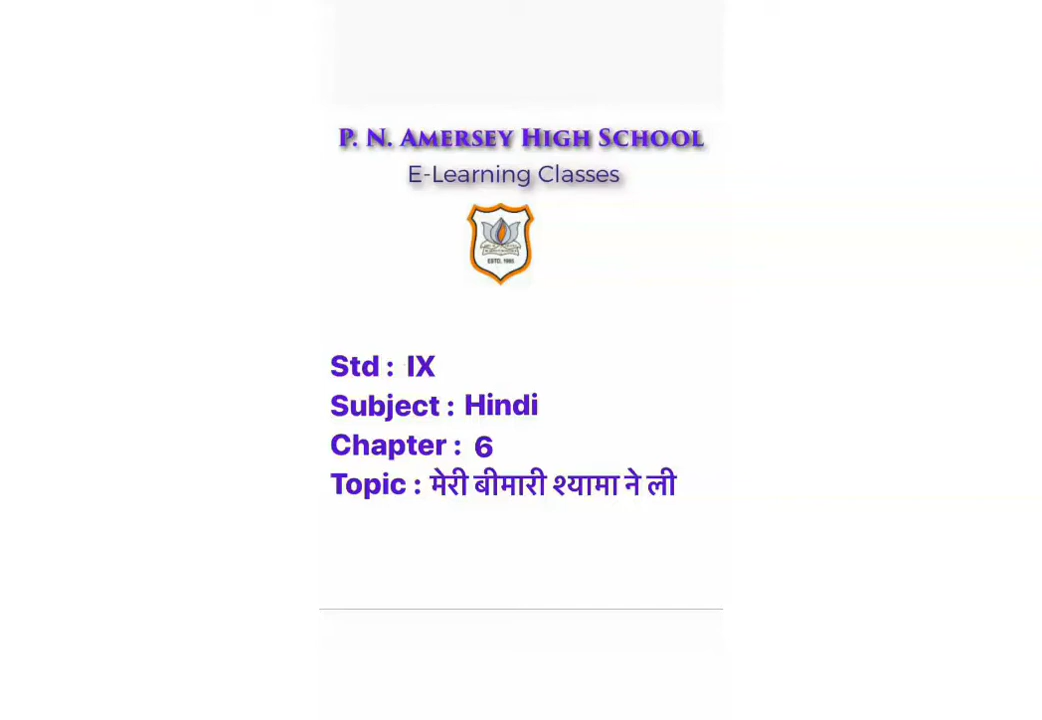 P. N. AMERSEY HIGH SCHOOL
E-Learning Classes
ESTD. 1965
Std : IX
Subject : Hindi
Chapter : 6
Topic : मेरी बीमारी श्यामा ने ली